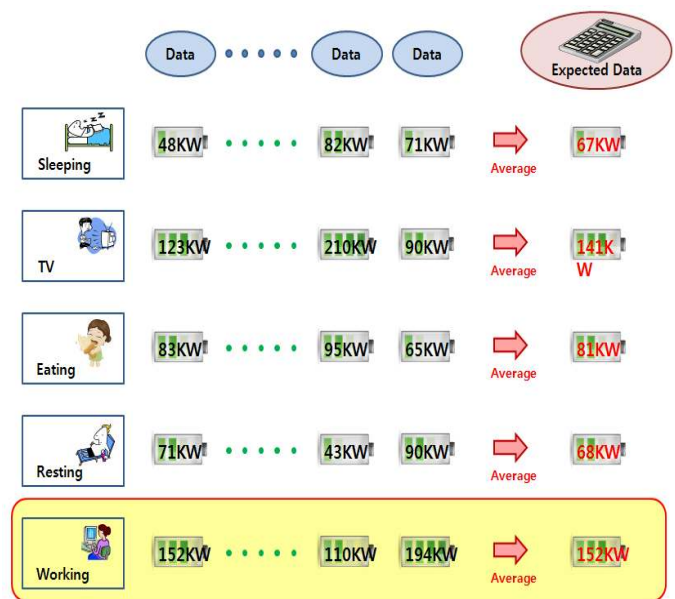 Data Data Data
Expected Data
Sleeping
48KW 82KW 71KW Average 67KW
TV
123KW 210KW 90KW Average 141K
W
Eating
83KW 95KW 65KW Average 81KW
Resting
71KW 43KW 90KW Average 68KW
Working
152KW 110KW 194KW Average 152KW